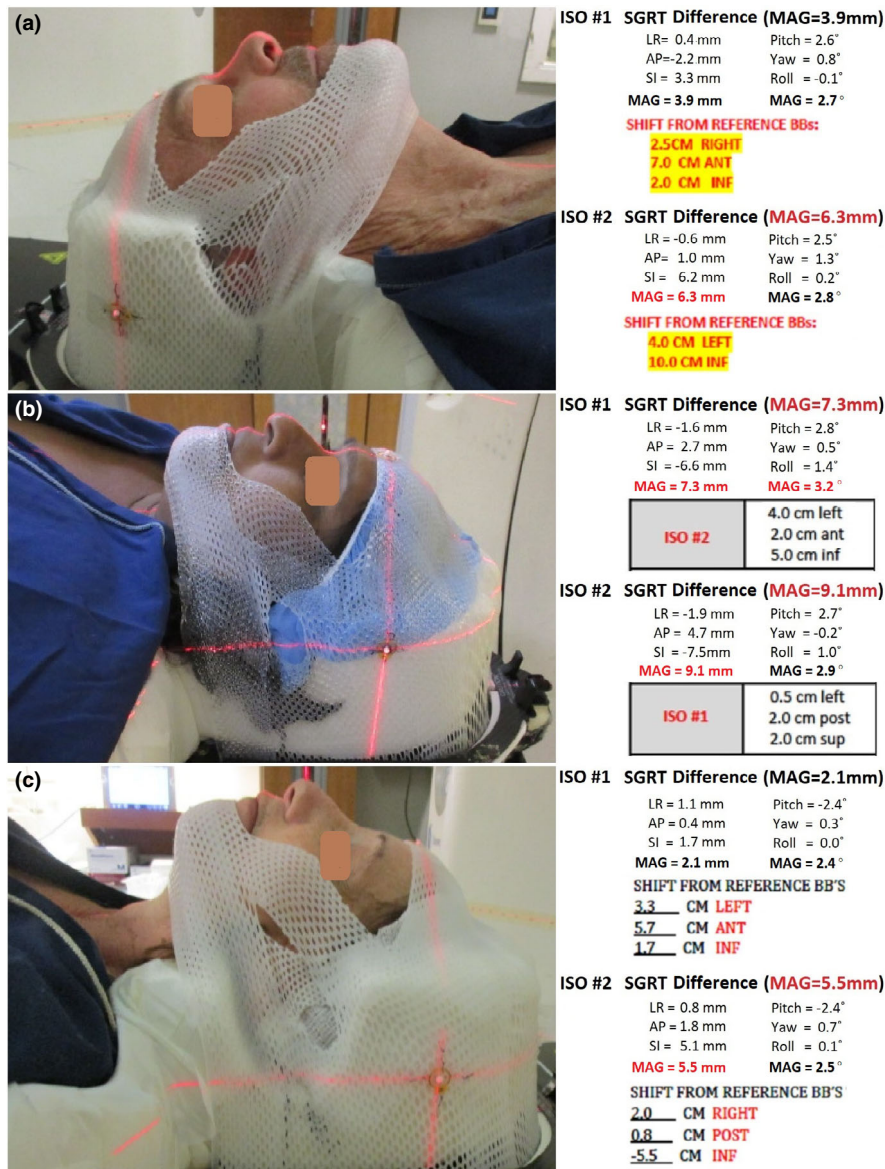 (a)
ISO #1 SGRT Difference (MAG=3.9mm)
LR= 0.4 mm Pitch = 2.6°
AP=-2.2 mm Yaw = 0.8°
SI = 3.3 mm Roll = -0.1°
MAG = 3.9 mm MAG = 2.7°
SHIFT FROM REFERENCE BBs:
2.5CM RIGHT
7.0 CM ANT
2.0 CM INF
ISO #2 SGRT Difference (MAG=6.3mm)
LR = -0.6 mm Pitch = 2.5°
AP= 1.0 mm Yaw = 1.3°
SI = 6.2 mm Roll = 0.2°
MAG = 6.3 mm MAG = 2.8°
SHIFT FROM REFERENCE BBs:
4.0 CM LEFT
10.0 CM INF
(b)
ISO #1 SGRT Difference (MAG=7.3mm)
LR = -1.6 mm Pitch = 2.8°
AP = 2.7 mm Yaw = 0.5°
SI = -6.6 mm Roll = 1.4°
MAG = 7.3 mm MAG = 3.2°
ISO #2
4.0 cm left
2.0 cm ant
5.0 cm inf
ISO #2 SGRT Difference (MAG=9.1mm)
LR = -1.9 mm Pitch = 2.7°
AP = 4.7 mm Yaw = -0.2°
SI = -7.5mm Roll = 1.0°
MAG = 9.1 mm MAG = 2.9°
ISO #1
0.5 cm left
2.0 cm post
2.0 cm sup
(c)
ISO #1 SGRT Difference (MAG=2.1mm)
LR = 1.1 mm Pitch = -2.4°
AP = 0.4 mm Yaw = 0.3°
SI = 1.7 mm Roll = 0.0°
MAG = 2.1 mm MAG = 2.4°
SHIFT FROM REFERENCE BB'S
3.3 CM LEFT
5.7 CM ANT
1.7 CM INF
ISO #2 SGRT Difference (MAG=5.5mm)
LR = 0.8 mm Pitch = -2.4°
AP = 1.8 mm Yaw = 0.7°
SI = 5.1 mm Roll = 0.1°
MAG = 5.5 mm MAG = 2.5°
SHIFT FROM REFERENCE BB'S
2.0 CM RIGHT
0.8 CM POST
-5.5 CM INF